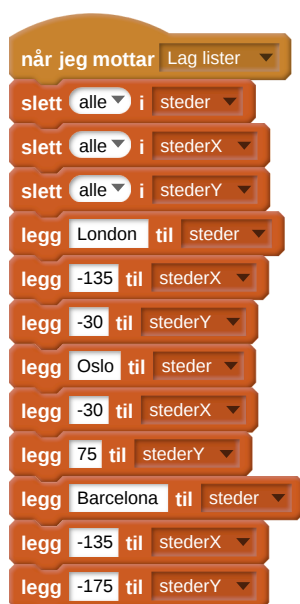 når jeg mottar Lag lister
slett alle i steder
slett alle i stederX
slett alle i stederY
legg London til steder
legg -135 til stederX
legg -30 til stederY
legg Oslo til steder
legg -30 til stederX
legg 75 til stederY
legg Barcelona til steder
legg -135 til stederX
legg -175 til stederY